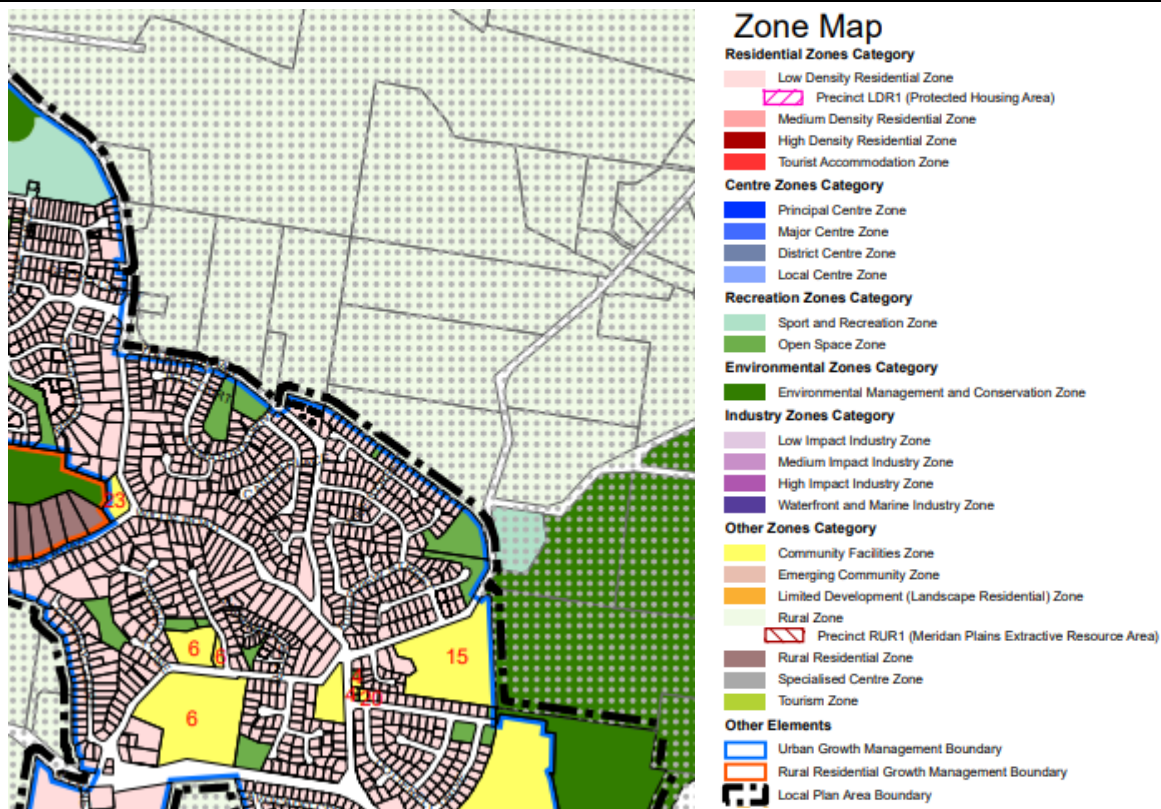 Zone Map
Residential Zones Category
Low Density Residential Zone
Precinct LDR1 (Protected Housing Area)
Medium Density Residential Zone
High Density Residential Zone
Tourist Accommodation Zone
Centre Zones Category
Principal Centre Zone
Major Centre Zone
District Centre Zone
Local Centre Zone
Recreation Zones Category
Sport and Recreation Zone
Open Space Zone
Environmental Zones Category
Environmental Management and Conservation Zone
Industry Zones Category
Low Impact Industry Zone
Medium Impact Industry Zone
High Impact Industry Zone
Waterfront and Marine Industry Zone
Other Zones Category
Community Facilities Zone
Emerging Community Zone
Limited Development (Landscape Residential) Zone
Rural Zone
Precinct RUR1 (Meridan Plains Extractive Resource Area)
Rural Residential Zone
Specialised Centre Zone
Tourism Zone
Other Elements
Urban Growth Management Boundary
Rural Residential Growth Management Boundary
Local Plan Area Boundary
23
6
6
15
4
4
20
6